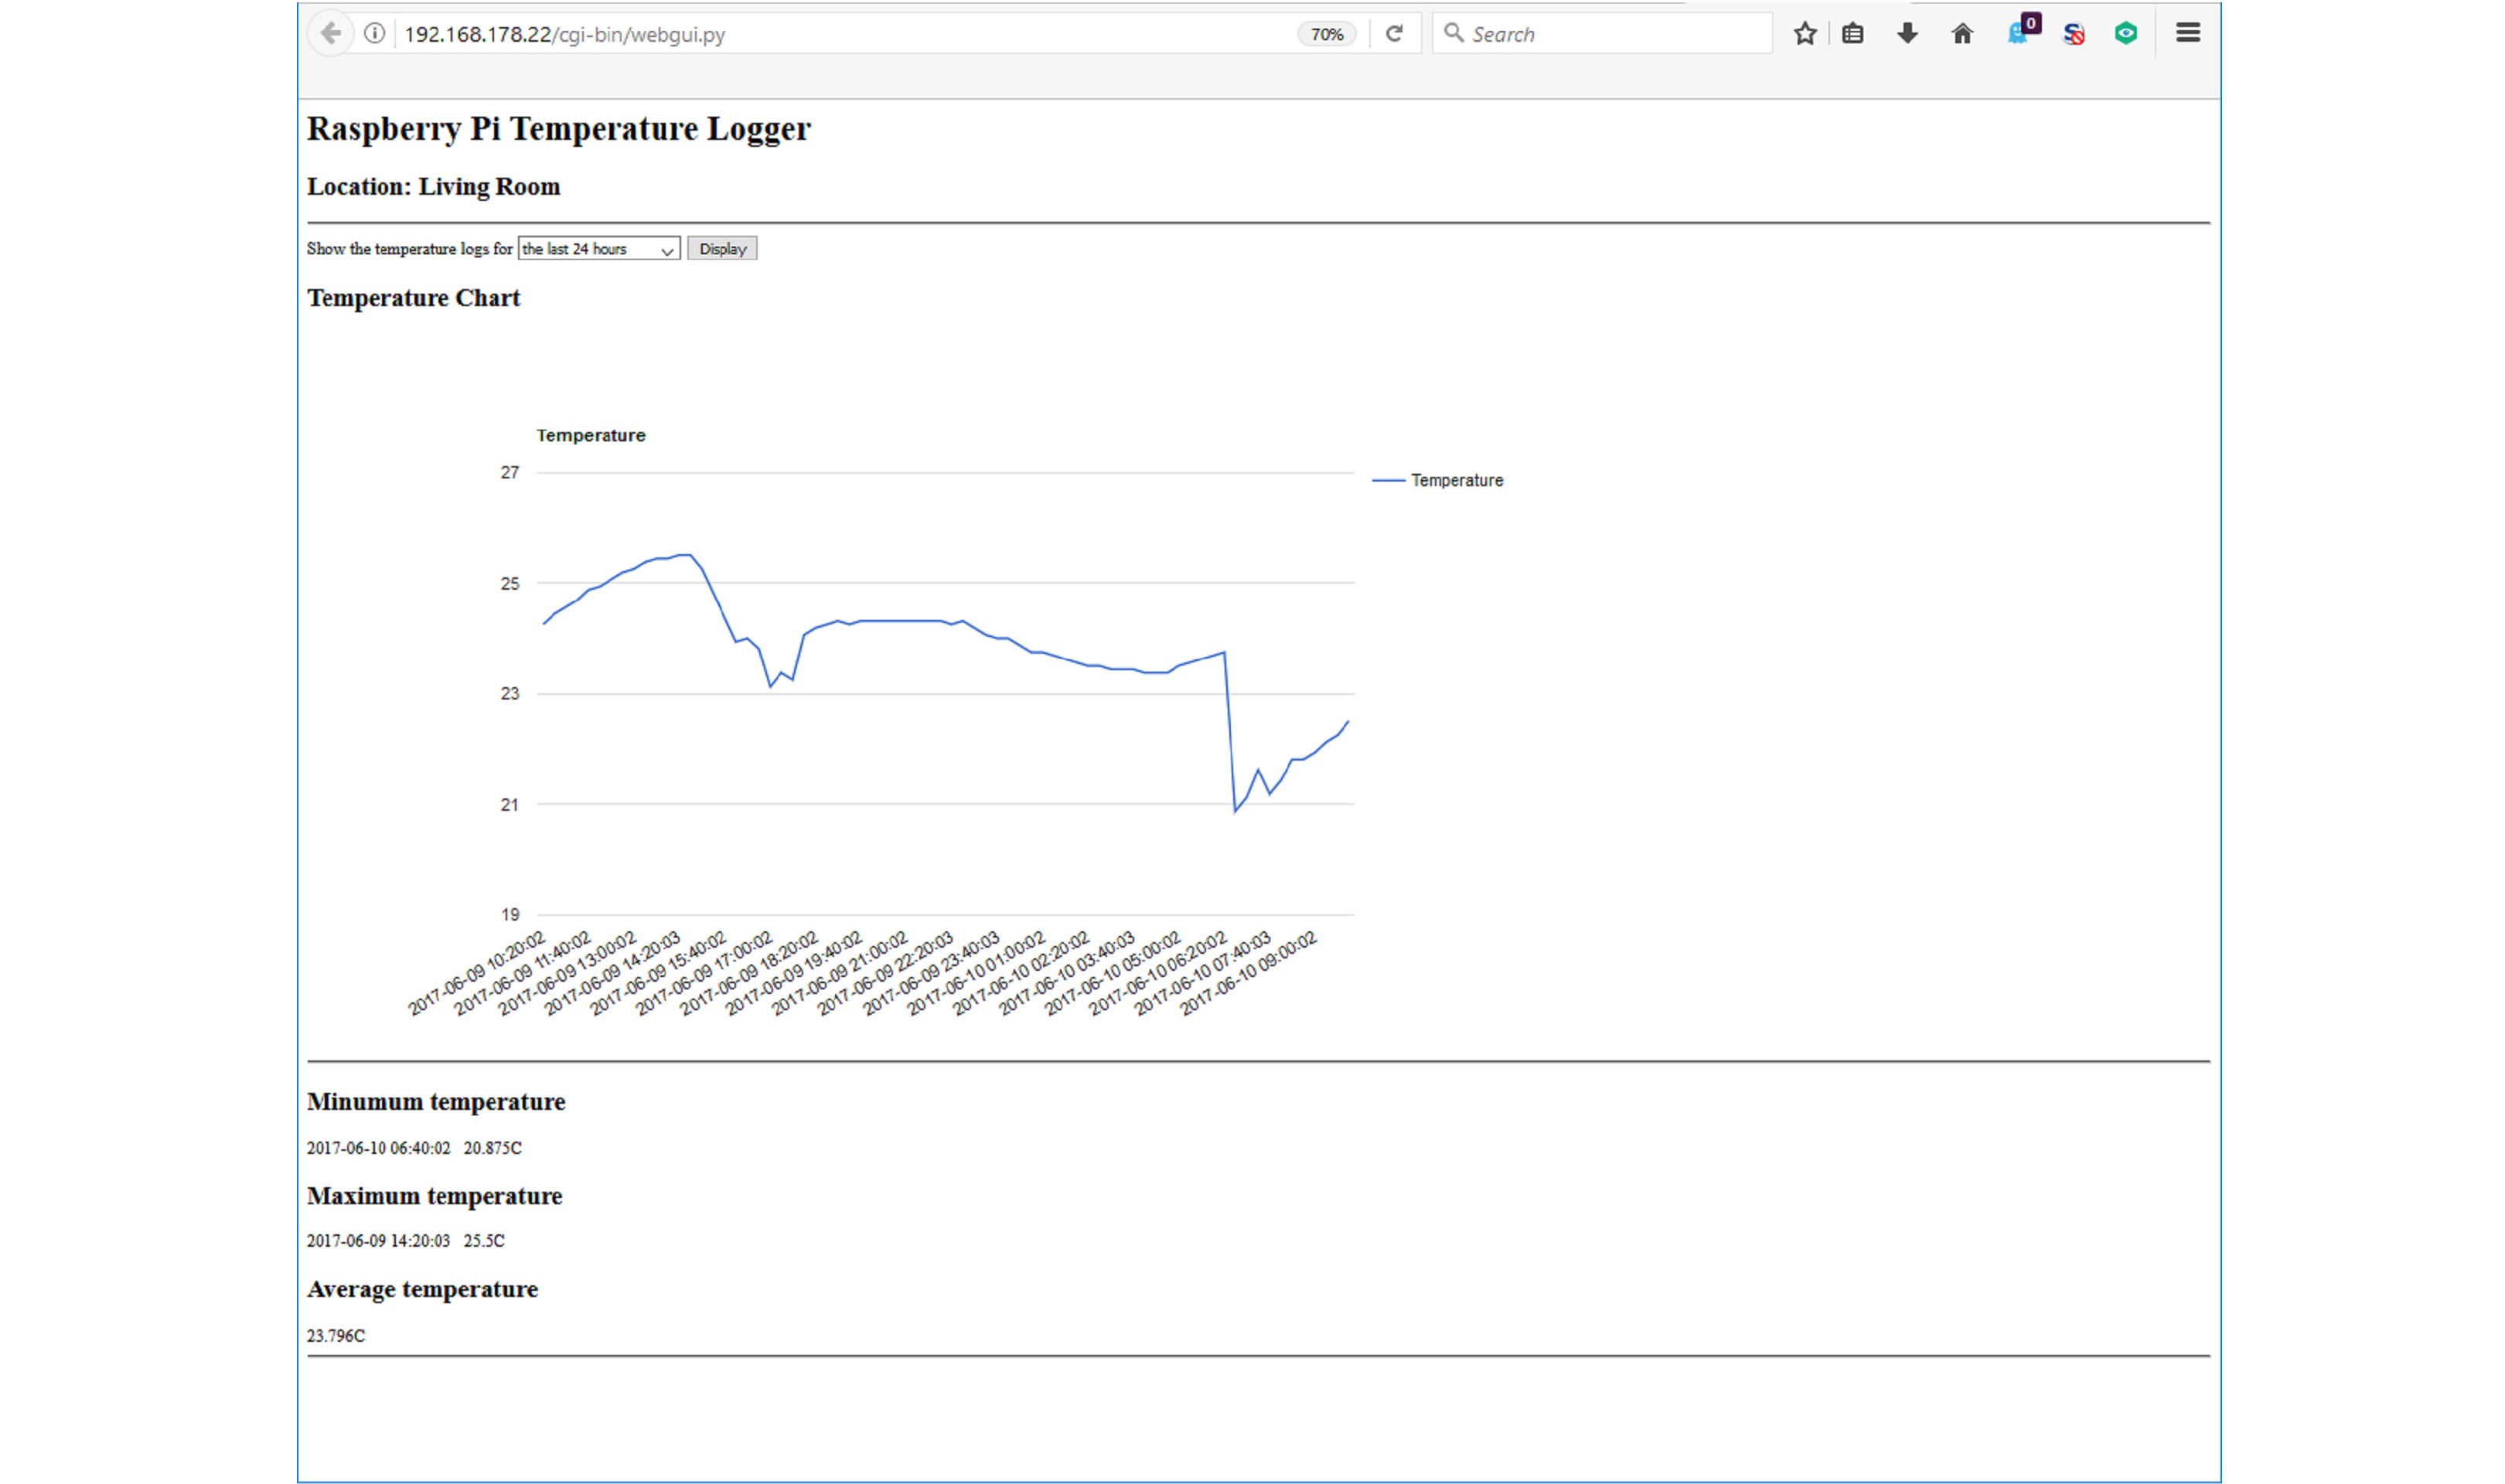 192.168.178.22/cgi-bin/webgui.py 70% Search 0
Raspberry Pi Temperature Logger
Location: Living Room
Show the temperature logs for the last 24 hours Display
Temperature Chart
Temperature
Temperature
27
25
23
21
19
2017-06-09 10:20:02
2017-06-09 11:40:02
2017-06-09 13:00:02
2017-06-09 14:20:03
2017-06-09 15:40:02
2017-06-09 17:00:02
2017-06-09 18:20:02
2017-06-09 19:40:02
2017-06-09 21:00:02
2017-06-09 22:20:03
2017-06-09 23:40:03
2017-06-10 01:00:02
2017-06-10 02:20:02
2017-06-10 03:40:03
2017-06-10 05:00:02
2017-06-10 06:20:02
2017-06-10 07:40:03
2017-06-10 09:00:02
Minumum temperature
2017-06-10 06:40:02 20.875C
Maximum temperature
2017-06-09 14:20:03 25.5C
Average temperature
23.796C